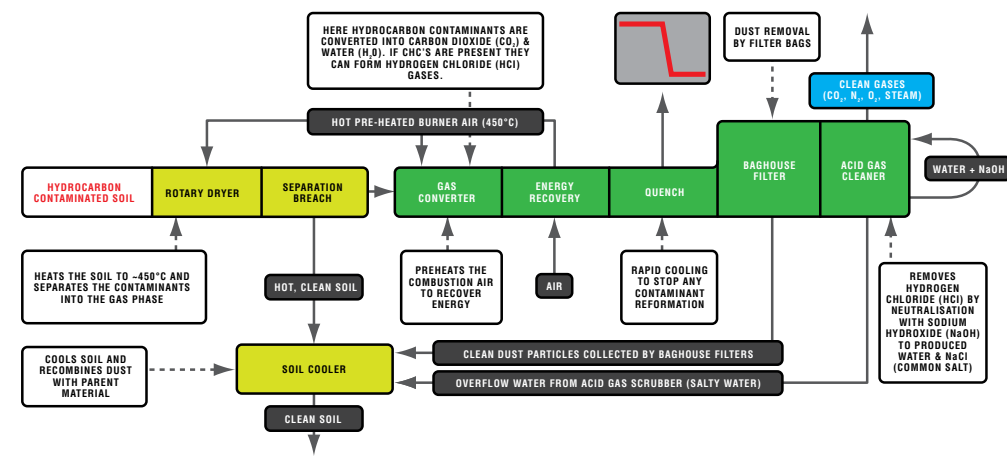 HERE HYDROCARBON CONTAMINANTS ARE
CONVERTED INTO CARBON DIOXIDE (CO₂) &
WATER (H₂0). IF CHC'S ARE PRESENT THEY
CAN FORM HYDROGEN CHLORIDE (HCl)
GASES.
DUST REMOVAL
BY FILTER BAGS
CLEAN GASES
(CO₂, N₂, O₂, STEAM)
HOT PRE-HEATED BURNER AIR (450°C)
HYDROCARBON
CONTAMINATED SOIL
ROTARY DRYER
SEPARATION
BREACH
GAS
CONVERTER
ENERGY
RECOVERY
QUENCH
BAGHOUSE
FILTER
ACID GAS
CLEANER
WATER + NaOH
HEATS THE SOIL TO ~450°C AND
SEPARATES THE CONTAMINANTS
INTO THE GAS PHASE
HOT, CLEAN SOIL
PREHEATS THE
COMBUSTION AIR
TO RECOVER
ENERGY
AIR
RAPID COOLING
TO STOP ANY
CONTAMINANT
REFORMATION
REMOVES
HYDROGEN
CHLORIDE (HCl) BY
NEUTRALISATION
WITH SODIUM
HYDROXIDE (NaOH)
TO PRODUCED
WATER & NaCl
(COMMON SALT)
COOLS SOIL AND
RECOMBINES DUST
WITH PARENT
MATERIAL
SOIL COOLER
CLEAN DUST PARTICLES COLLECTED BY BAGHOUSE FILTERS
OVERFLOW WATER FROM ACID GAS SCRUBBER (SALTY WATER)
CLEAN SOIL